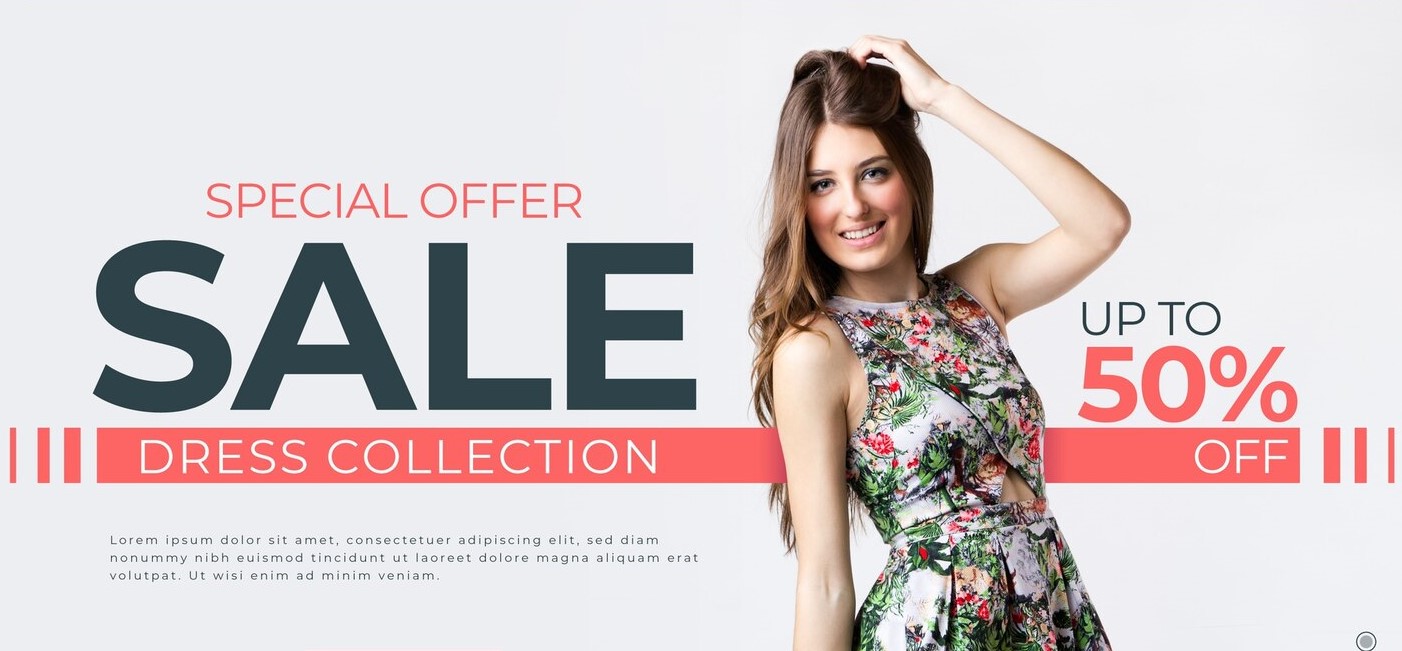 SPECIAL OFFER
SALE
DRESS COLLECTION
Lorem ipsum dolor sit amet, consectetuer adipiscing elit, sed diam
nonummy nibh euismod tincidunt ut laoreet dolore magna aliquam erat
volutpat. Ut wisi enim ad minim veniam.
UP TO
50%
OFF